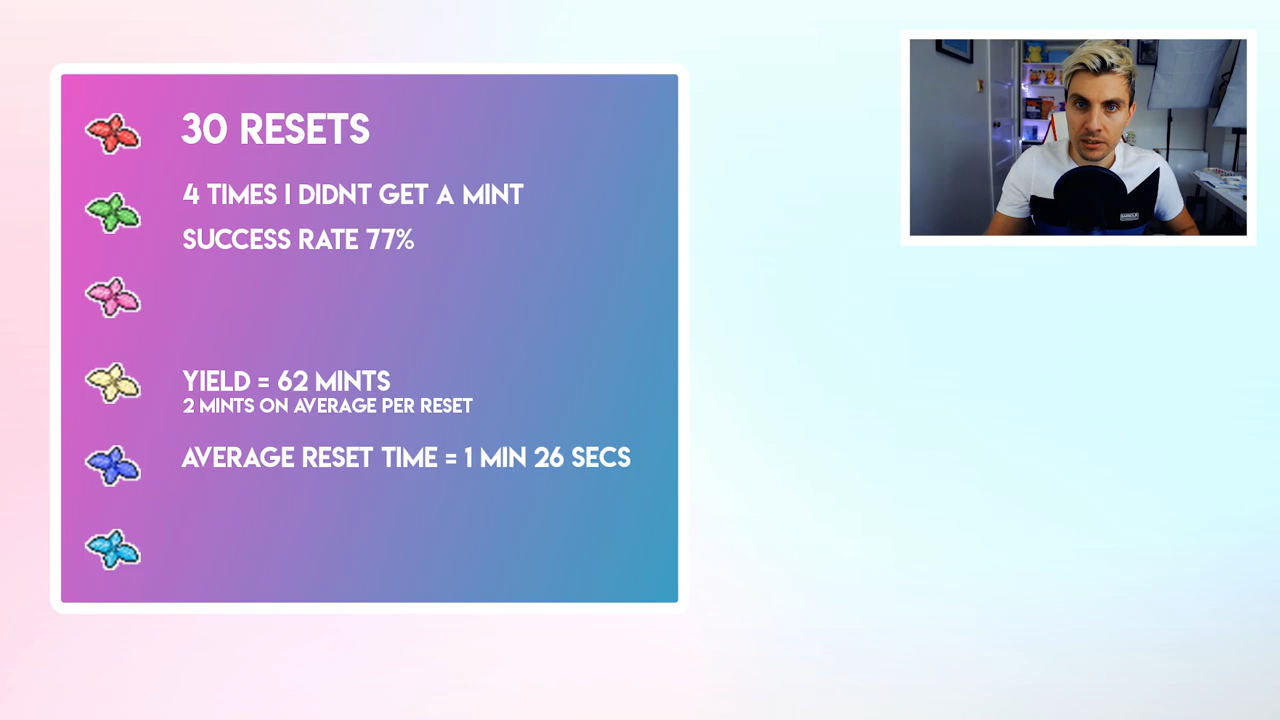 30 RESETS
4 TIMES I DIDNT GET A MINT
SUCCESS RATE 77%
YIELD = 62 MINTS
2 MINTS ON AVERAGE PER RESET
AVERAGE RESET TIME = 1 MIN 26 SECS